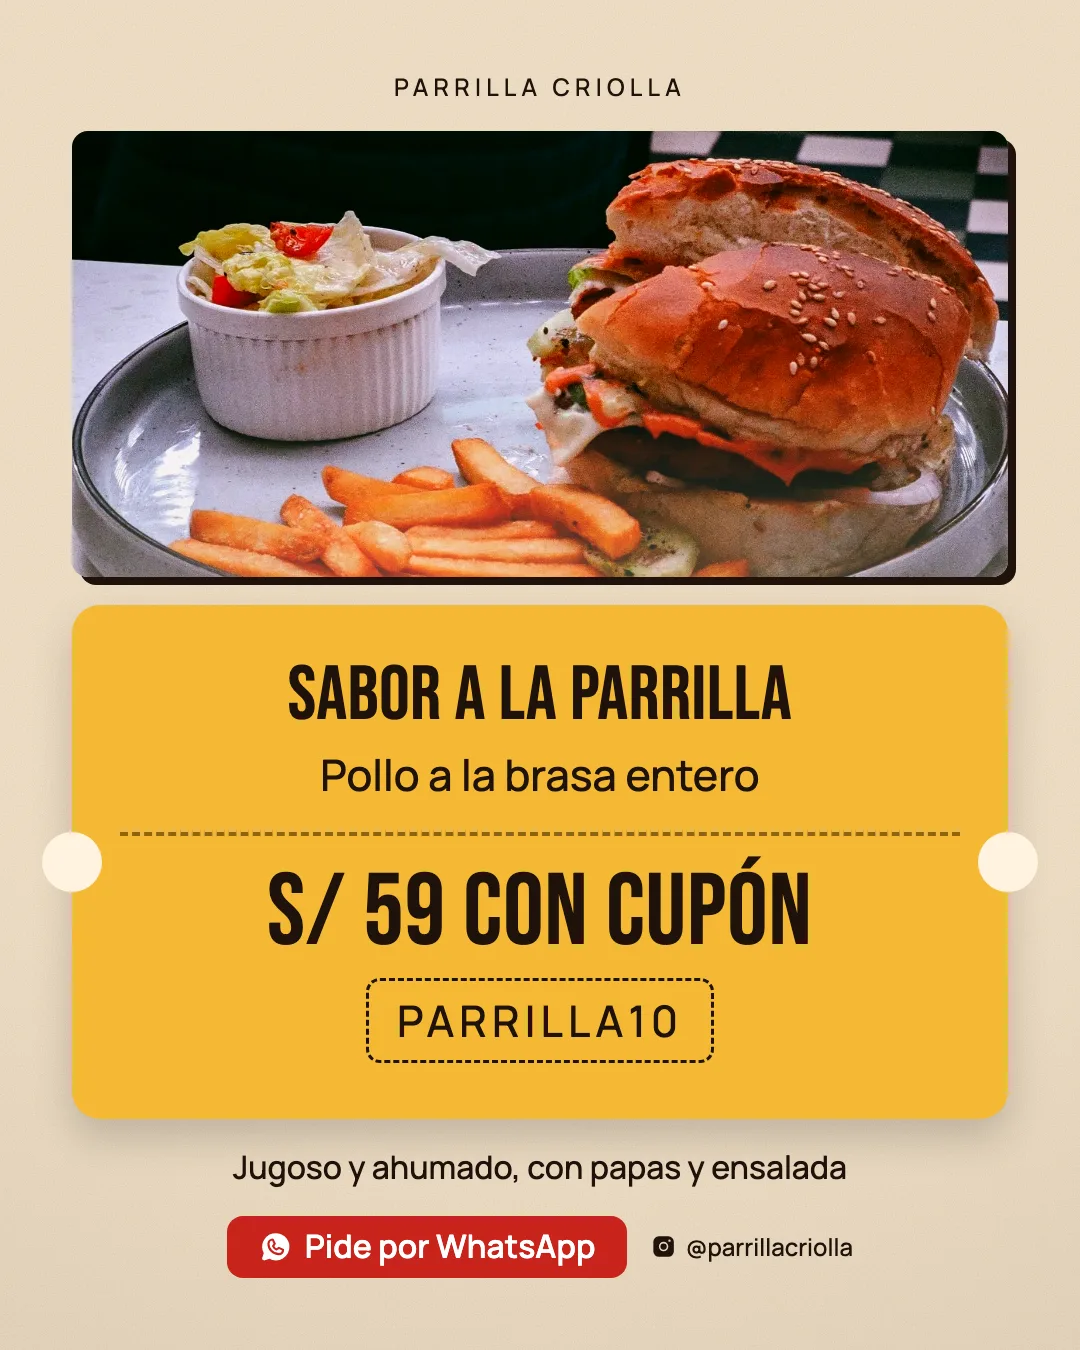 PARRILLA CRIOLLA
SABOR A LA PARRILLA
Pollo a la brasa entero
S/ 59 CON CUPÓN
PARRILLA10
Jugoso y ahumado, con papas y ensalada
Pide por WhatsApp
@parrillacriolla